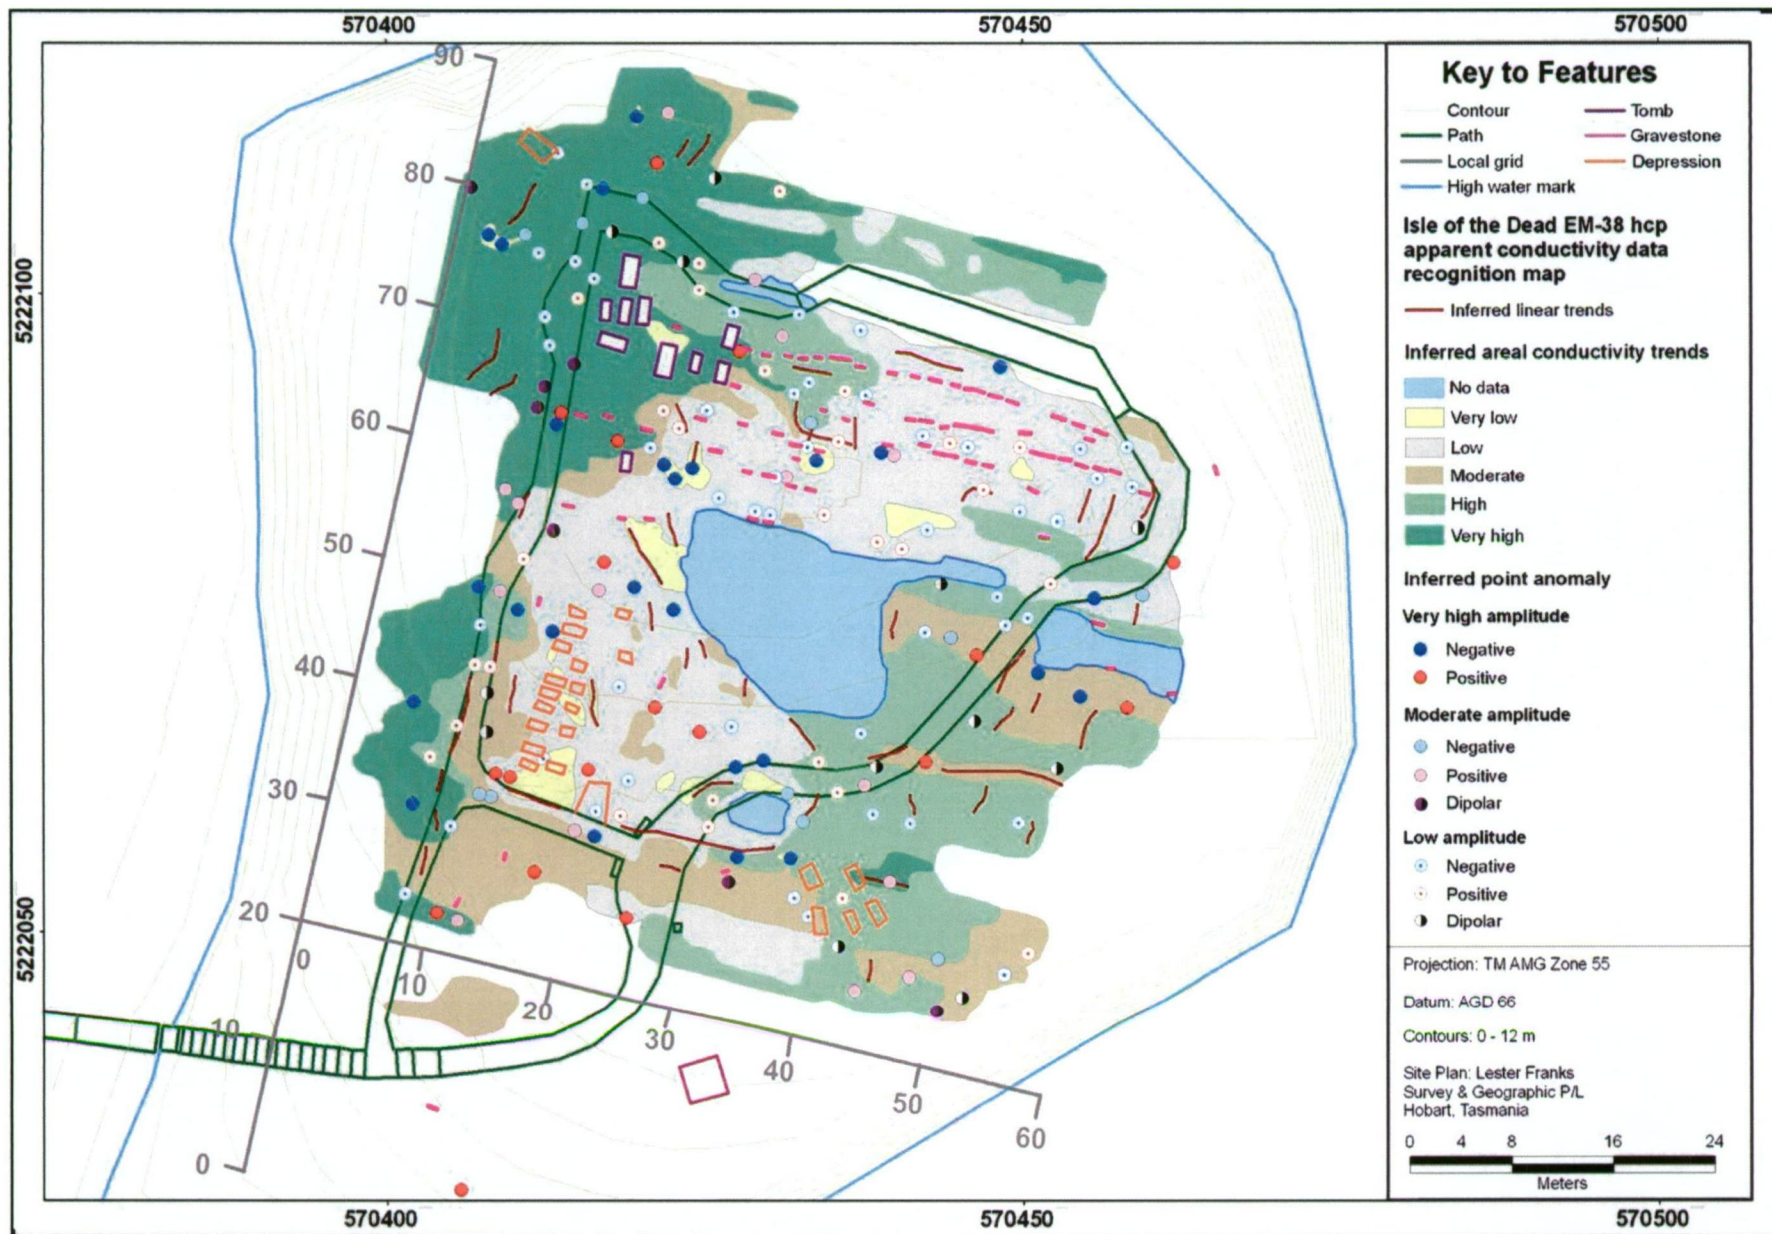 570400 570450 570500
5222100
522050
90
80
70
60
50
40
30
20
10
0
0
10
20
30
40
50
60
570400 570450 570500
Key to Features
Contour Tomb
Path Gravestone
Local grid Depression
High water mark
Isle of the Dead EM-38 hcp
apparent conductivity data
recognition map
Inferred linear trends
Inferred areal conductivity trends
No data
Very low
Low
Moderate
High
Very high
Inferred point anomaly
Very high amplitude
Negative
Positive
Moderate amplitude
Negative
Positive
Dipolar
Low amplitude
Negative
Positive
Dipolar
Projection: TM AMG Zone 55
Datum: AGD 66
Contours: 0 - 12 m
Site Plan: Lester Franks
Survey & Geographic P/L
Hobart, Tasmania
0 4 8 16 24
Meters